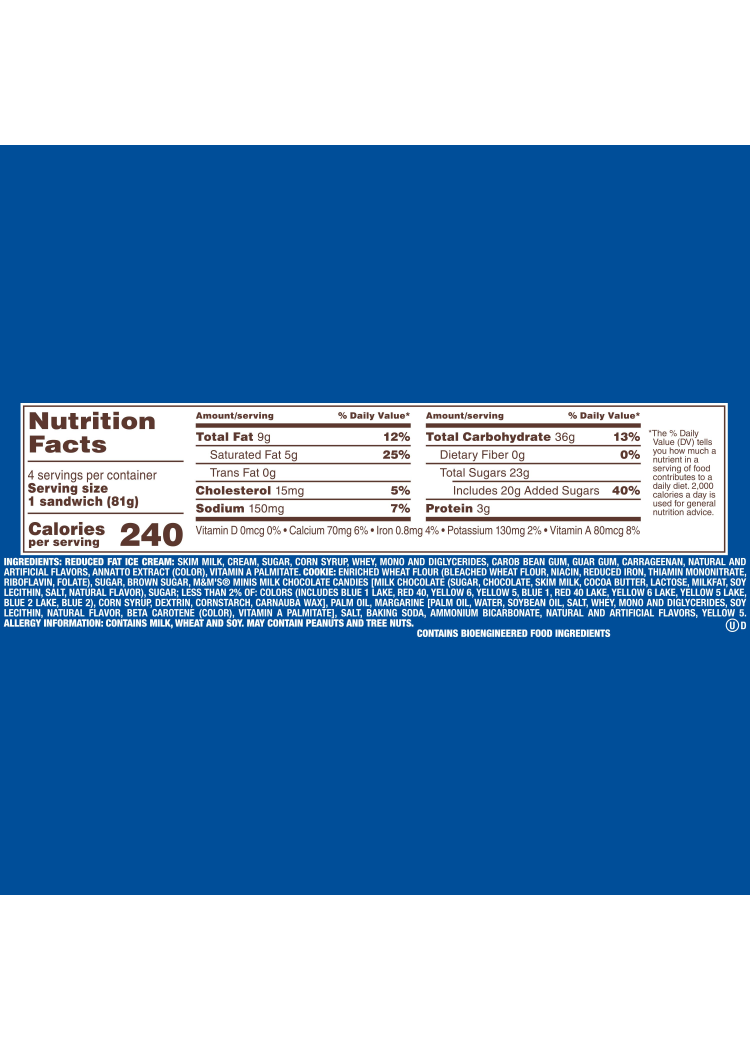 Nutrition
Facts
4 servings per container
Serving size
1 sandwich (81g)
Calories
per serving
240
Amount/serving % Daily Value*
Total Fat 9g 12%
Saturated Fat 5g 25%
Trans Fat 0g
Cholesterol 15mg 5%
Sodium 150mg 7%
Amount/serving % Daily Value*
Total Carbohydrate 36g 13%
Dietary Fiber 0g 0%
Total Sugars 23g
Includes 20g Added Sugars 40%
Protein 3g
Vitamin D 0mcg 0% • Calcium 70mg 6% • Iron 0.8mg 4% • Potassium 130mg 2% • Vitamin A 80mcg 8%
*The % Daily
Value (DV) tells
you how much a
nutrient in a
serving of food
contributes to a
daily diet. 2,000
calories a day is
used for general
nutrition advice.
INGREDIENTS: REDUCED FAT ICE CREAM: SKIM MILK, CREAM, SUGAR, CORN SYRUP, WHEY, MONO AND DIGLYCERIDES, CAROB BEAN GUM, GUAR GUM, CARRAGEENAN, NATURAL AND
ARTIFICIAL FLAVORS, ANNATTO EXTRACT (COLOR), VITAMIN A PALMITATE. COOKIE: ENRICHED WHEAT FLOUR (BLEACHED WHEAT FLOUR, NIACIN, REDUCED IRON, THIAMIN MONONITRATE,
RIBOFLAVIN, FOLATE), SUGAR, BROWN SUGAR, M&M'S® MINIS MILK CHOCOLATE CANDIES [MILK CHOCOLATE (SUGAR, CHOCOLATE, SKIM MILK, COCOA BUTTER, LACTOSE, MILKFAT, SOY
LECITHIN, SALT, NATURAL FLAVOR), SUGAR; LESS THAN 2% OF: COLORS (INCLUDES BLUE 1 LAKE, RED 40, YELLOW 6, YELLOW 5, BLUE 1, RED 40 LAKE, YELLOW 6 LAKE, YELLOW 5 LAKE,
BLUE 2 LAKE, BLUE 2), CORN SYRUP, DEXTRIN, CORNSTARCH, CARNAUBA WAX], PALM OIL, MARGARINE [PALM OIL, WATER, SOYBEAN OIL, SALT, WHEY, MONO AND DIGLYCERIDES, SOY
LECITHIN, NATURAL FLAVOR, BETA CAROTENE (COLOR), VITAMIN A PALMITATE], SALT, BAKING SODA, AMMONIUM BICARBONATE, NATURAL AND ARTIFICIAL FLAVORS, YELLOW 5.
ALLERGY INFORMATION: CONTAINS MILK, WHEAT AND SOY. MAY CONTAIN PEANUTS AND TREE NUTS.
U D
CONTAINS BIOENGINEERED FOOD INGREDIENTS